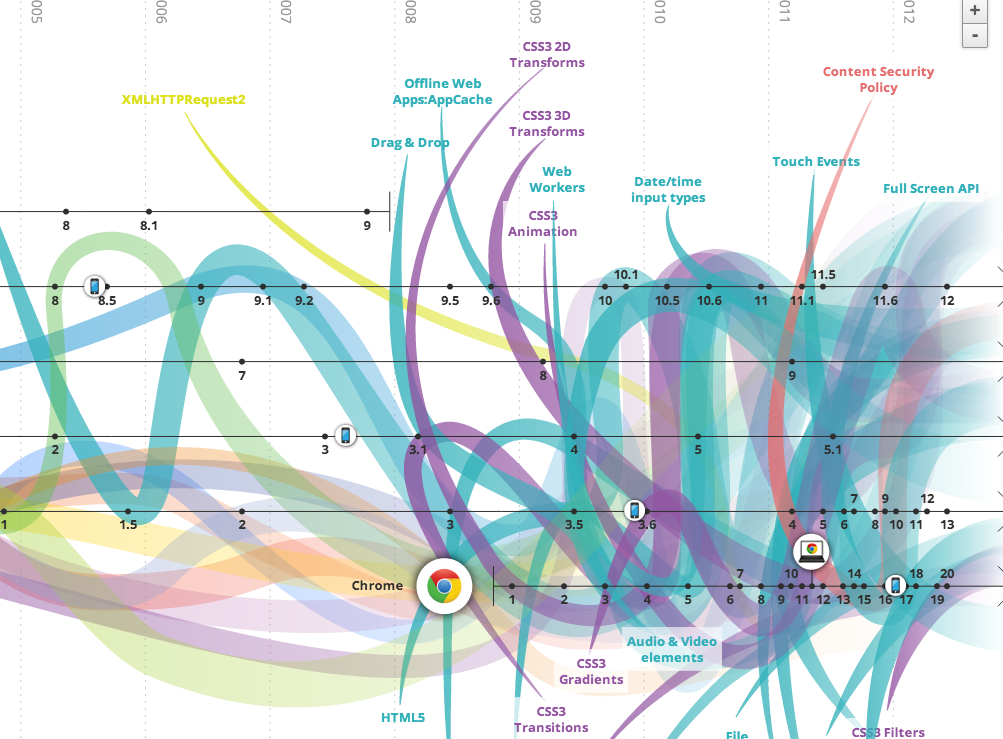 005
006
007
008
009
010
011
012
+
-
CSS3 2D
Transforms
Content Security
Policy
Offline Web
Apps:AppCache
XMLHTTPRequest2
CSS3 3D
Transforms
Drag & Drop
Touch Events
Web
Workers
Date/time
input types
Full Screen API
CSS3
Animation
8
8.1
9
10.1
11.5
8
8.5
9
9.1
9.2
9.5
9.6
10
10.5
10.6
11
11.1
11.6
12
7
8
9
2
3
3.1
4
5
5.1
7
9
12
1
1.5
2
3
3.5
3.6
4
5
6
8
10
11
13
Chrome
7
10
14
18
20
1
2
3
4
5
6
8
9
11
12
13
15
16
17
19
Audio & Video
elements
CSS3
Gradients
HTML5
CSS3
Transitions
File
CSS3 Filters